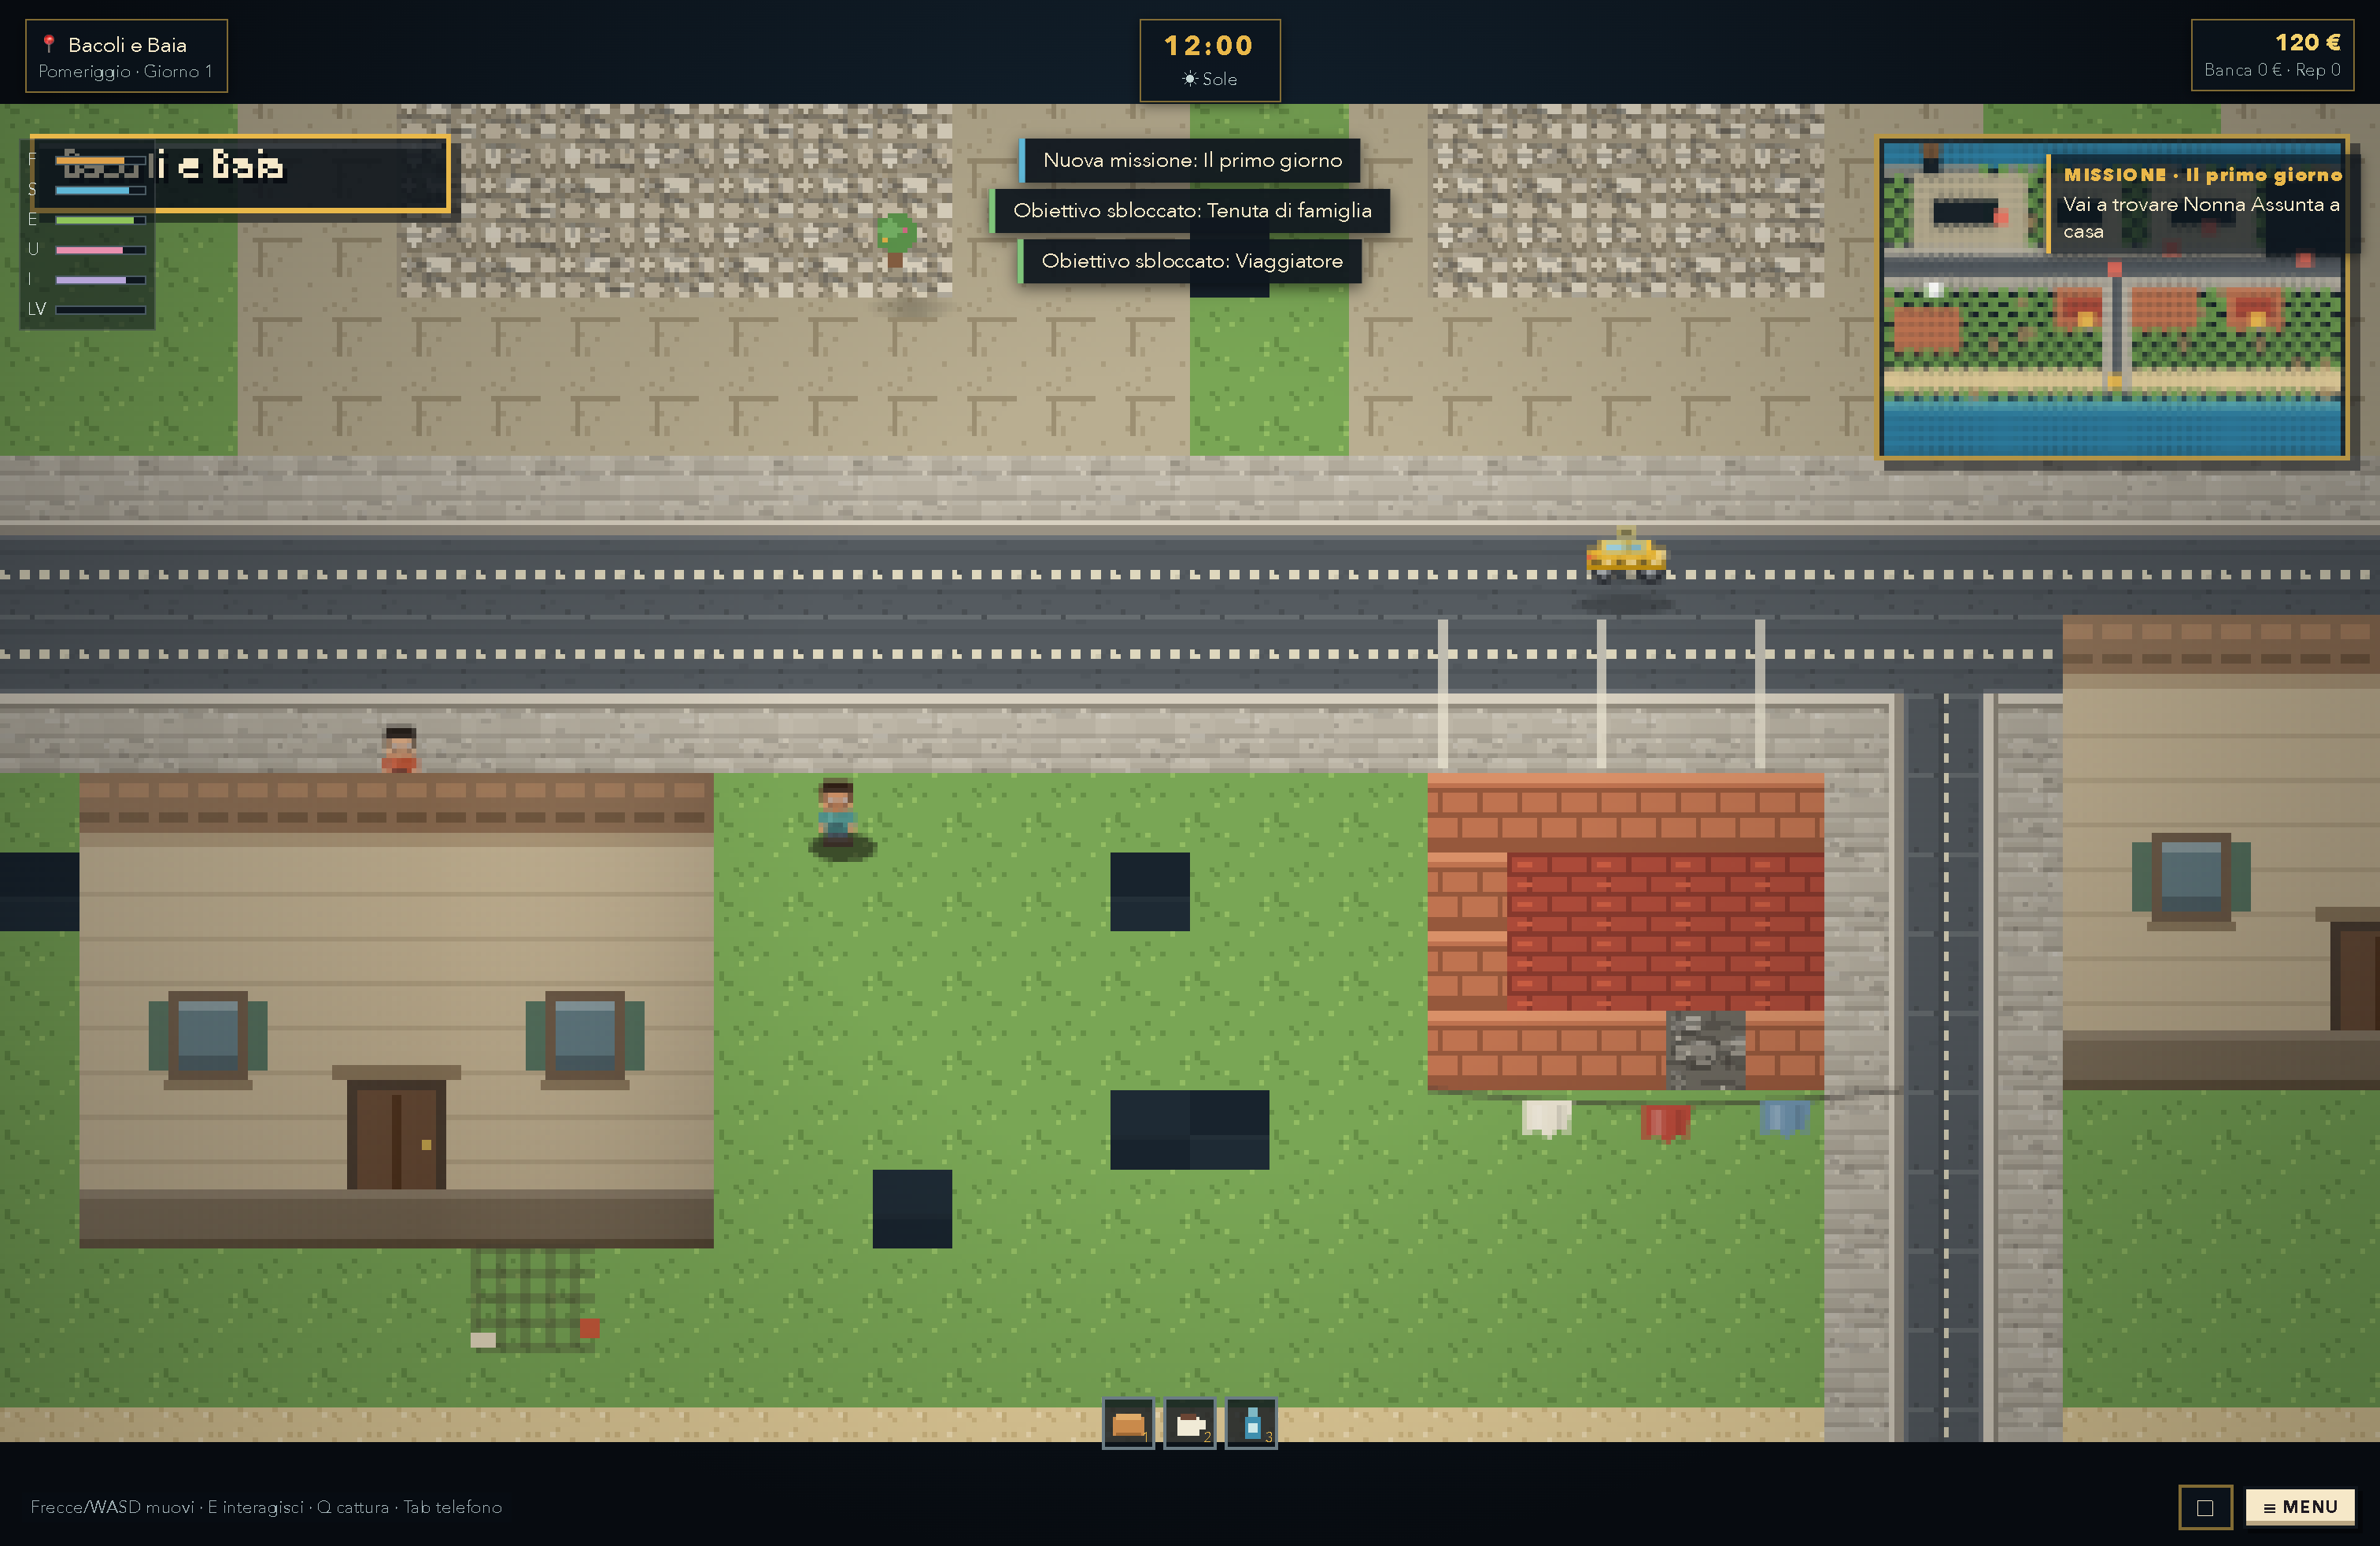 Bacoli e Baia
Pomeriggio · Giorno 1
12:00
Sole
120 €
Banca 0 € · Rep 0
Bacoli e Baia
F
S
E
U
I
LV
Nuova missione: Il primo giorno
Obiettivo sbloccato: Tenuta di famiglia
Obiettivo sbloccato: Viaggiatore
MISSIONE · Il primo giorno
Vai a trovare Nonna Assunta a
casa
1
2
3
Frecce/WASD muovi · E interagisci · Q cattura · Tab telefono
≡ MENU